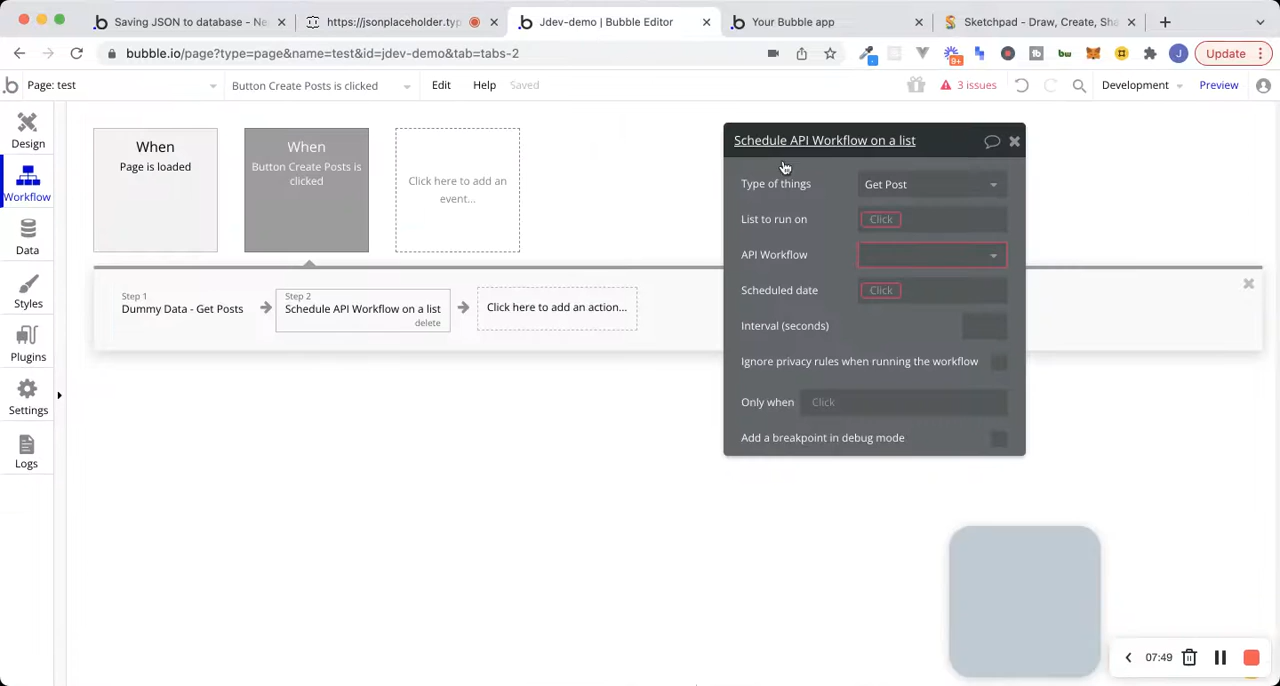 Saving JSON to database - Ne
https://jsonplaceholder.typ
Jdev-demo | Bubble Editor
Your Bubble app
Sketchpad - Draw, Create, Sha
bubble.io/page?type=page&name=test&id=jdev-demo&tab=tabs-2
9+
J
Update
Page: test
Button Create Posts is clicked
Edit
Help
Saved
3 issues
Development
Preview
Design
Workflow
Data
Styles
Plugins
Settings
Logs
When
Page is loaded
When
Button Create Posts is
clicked
Click here to add an
event...
Step 1
Dummy Data - Get Posts
Step 2
Schedule API Workflow on a list
delete
Click here to add an action...
Schedule API Workflow on a list
Type of things
Get Post
List to run on
Click
API Workflow
Scheduled date
Click
Interval (seconds)
Ignore privacy rules when running the workflow
Only when
Click
Add a breakpoint in debug mode
07:49